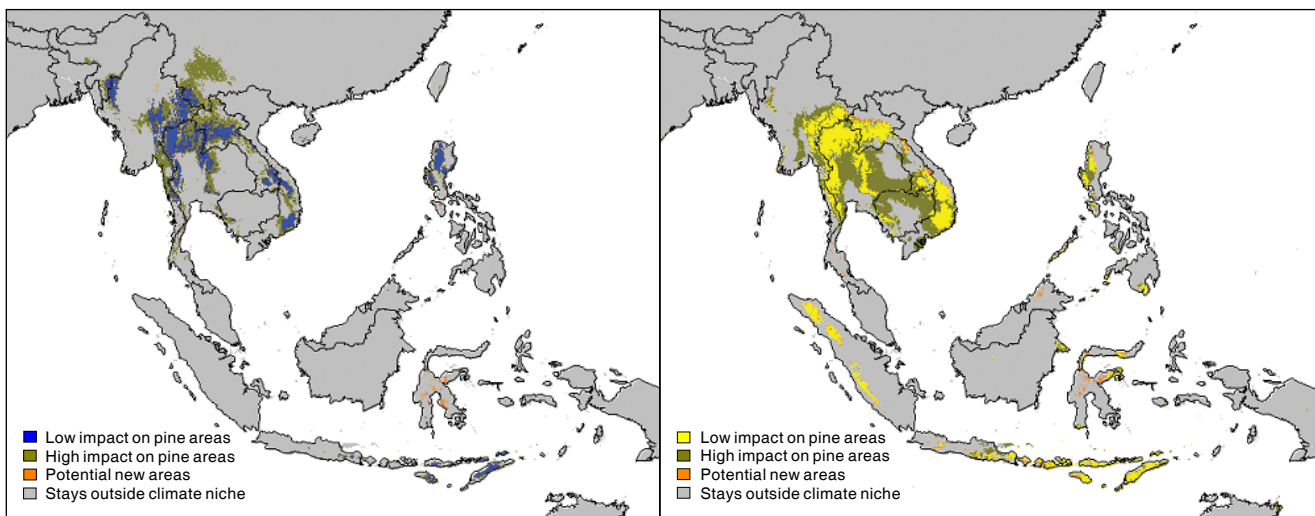 Low impact on pine areas
High impact on pine areas
Potential new areas
Stays outside climate niche
Low impact on pine areas
High impact on pine areas
Potential new areas
Stays outside climate niche